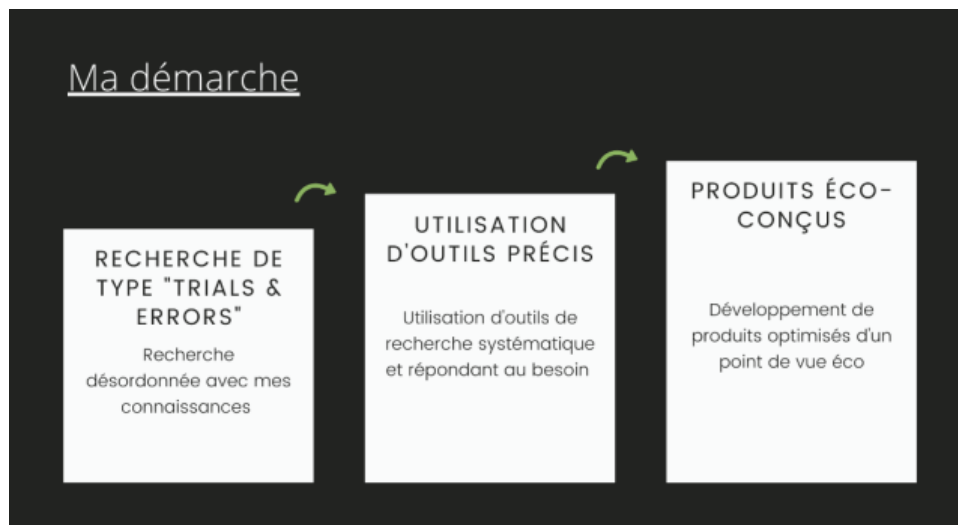 Ma démarche
RECHERCHE DE
TYPE "TRIALS &
ERRORS"
Recherche
désordonnée avec mes
connaissances
UTILISATION
D'OUTILS PRÉCIS
Utilisation d'outils de
recherche systématique
et répondant au besoin
PRODUITS ÉCO-
CONÇUS
Développement de
produits optimisés d'un
point de vue éco